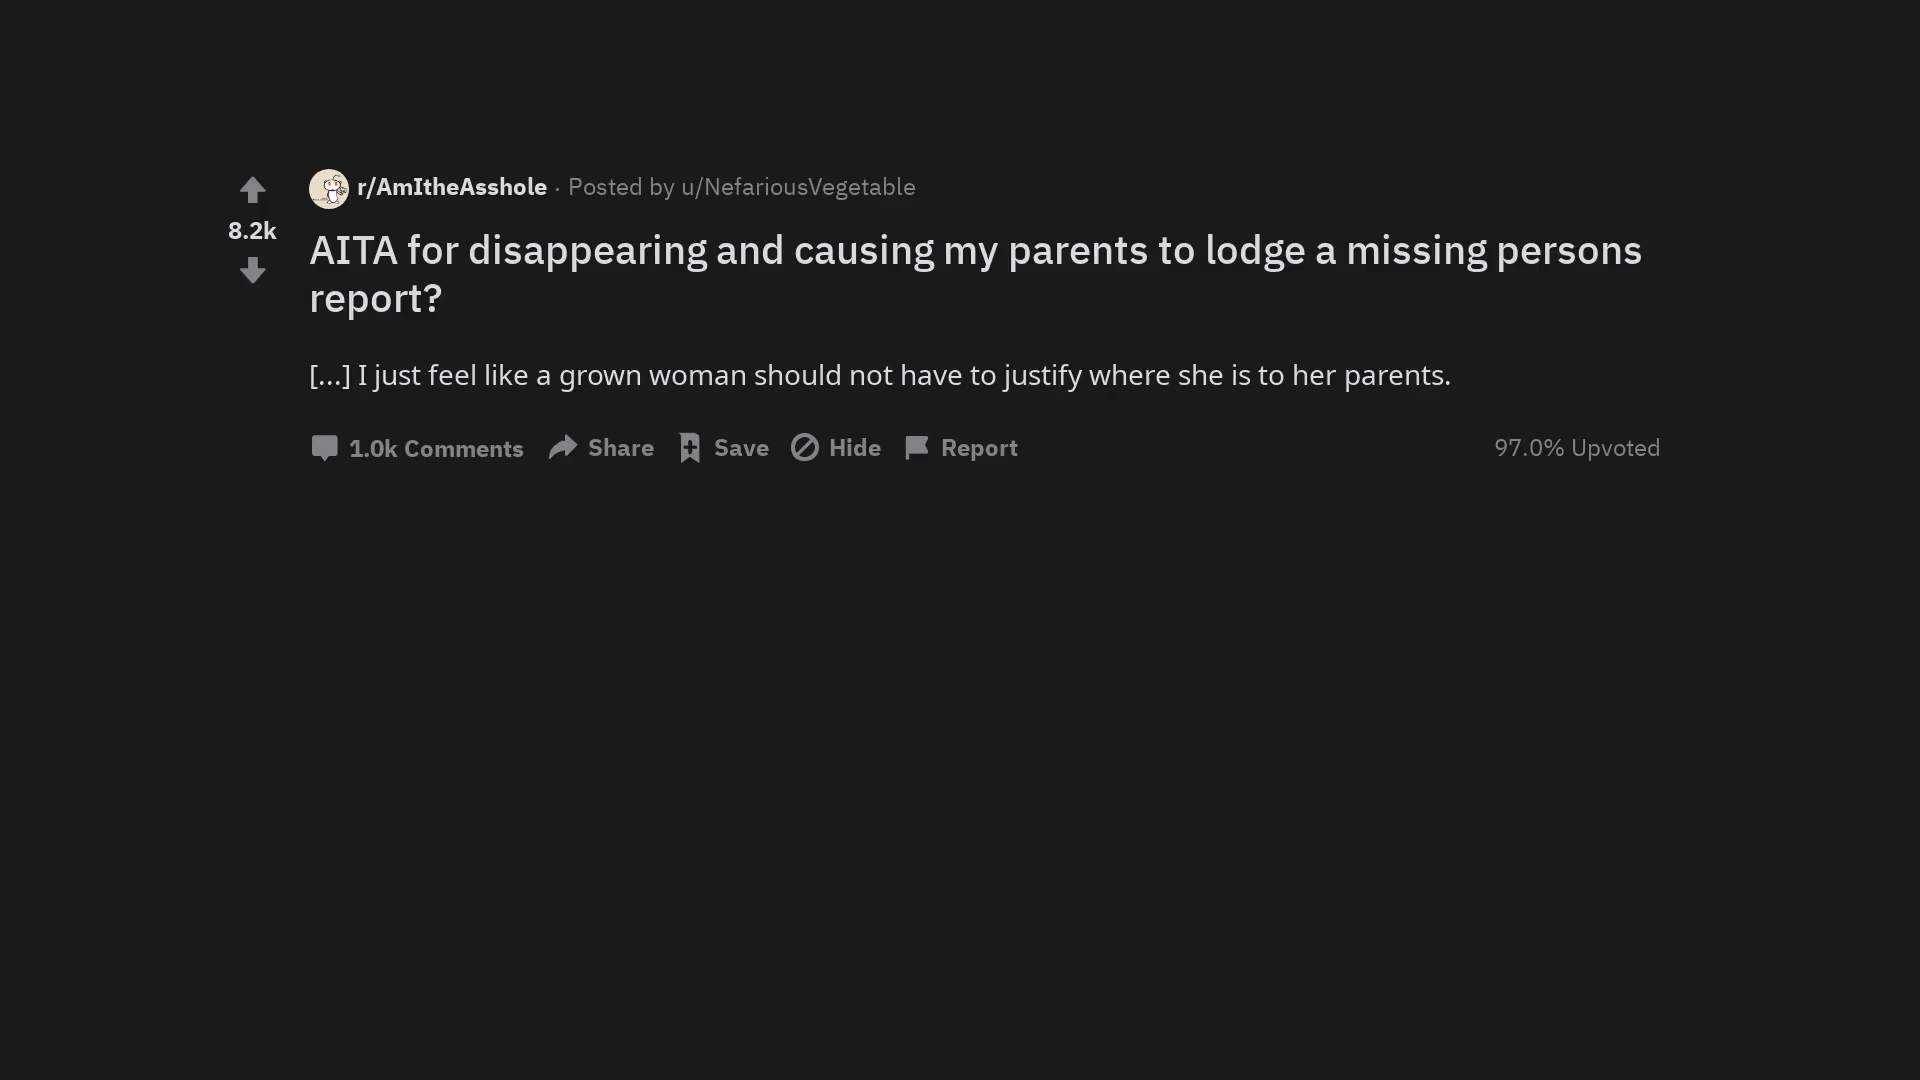 r/AmItheAsshole · Posted by u/NefariousVegetable
8.2k
AITA for disappearing and causing my parents to lodge a missing persons
report?
[...] I just feel like a grown woman should not have to justify where she is to her parents.
1.0k Comments Share Save Hide Report 97.0% Upvoted